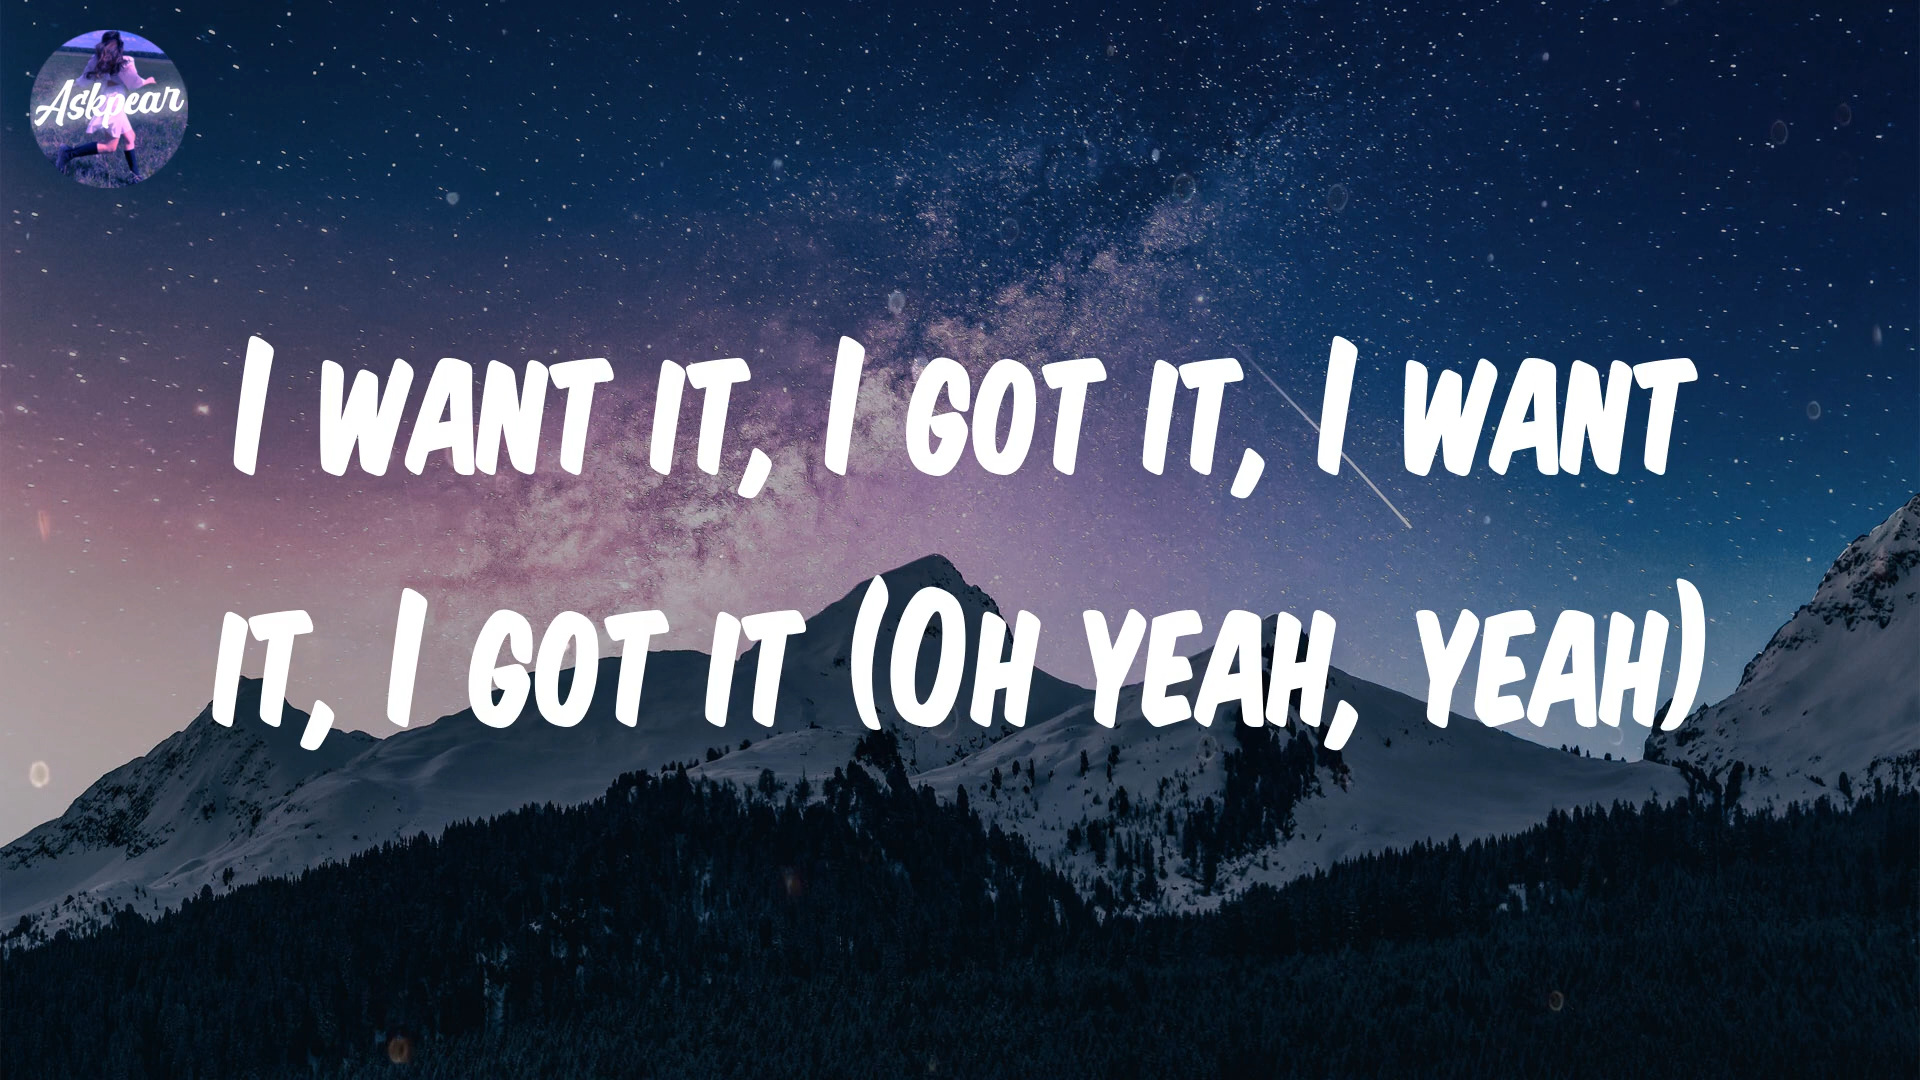 Askpear
I want it, I got it, I want
it, I got it (Oh yeah, yeah)